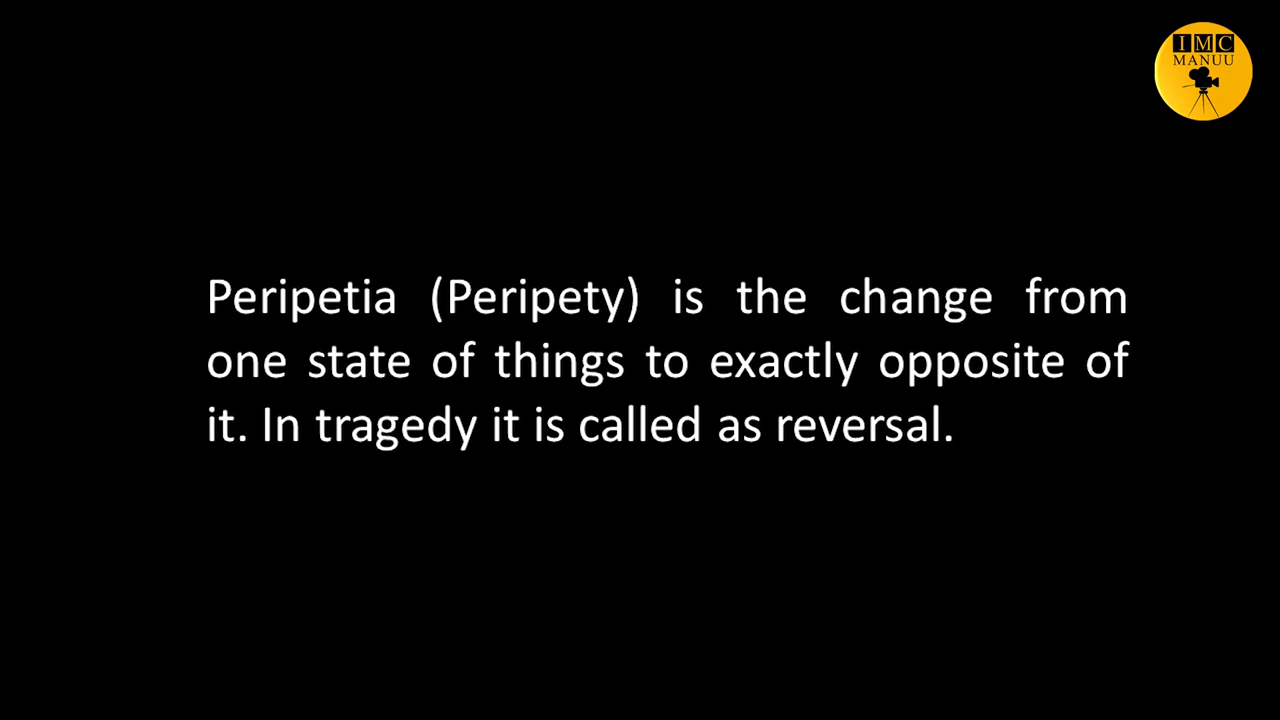 IMC
MANUU
Peripetia (Peripety) is the change from
one state of things to exactly opposite of
it. In tragedy it is called as reversal.